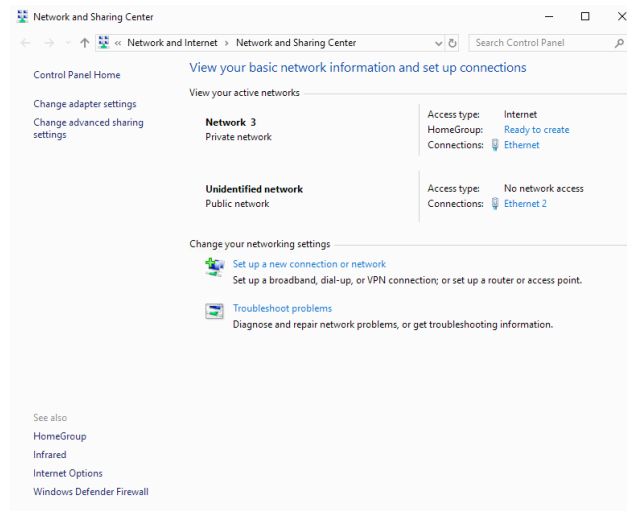 Network and Sharing Center
« Network and Internet > Network and Sharing Center
Search Control Panel
Control Panel Home
Change adapter settings
Change advanced sharing
settings
View your basic network information and set up connections
View your active networks
Network 3
Private network
Access type: Internet
HomeGroup: Ready to create
Connections: Ethernet
Unidentified network
Public network
Access type: No network access
Connections: Ethernet 2
Change your networking settings
Set up a new connection or network
Set up a broadband, dial-up, or VPN connection; or set up a router or access point.
Troubleshoot problems
Diagnose and repair network problems, or get troubleshooting information.
See also
HomeGroup
Infrared
Internet Options
Windows Defender Firewall